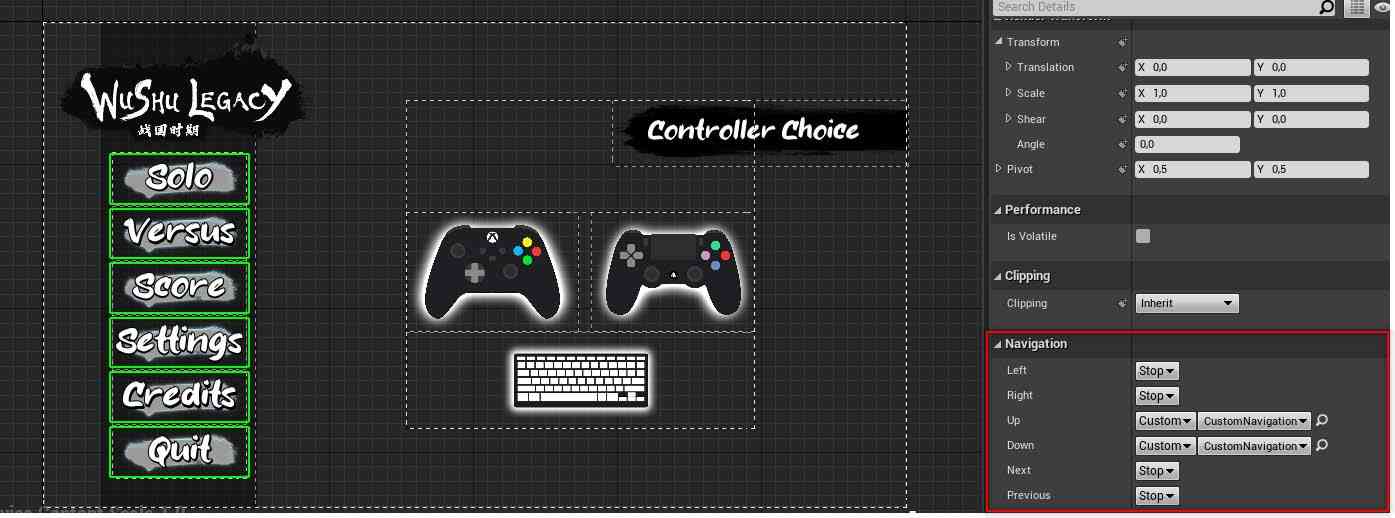 WuShu Legacy
战国时期
Solo
Versus
Score
Settings
Credits
Quit
Controller Choice
Search Details
Transform
Translation X 0,0 Y 0,0
Scale X 1,0 Y 1,0
Shear X 0,0 Y 0,0
Angle 0,0
Pivot X 0,5 Y 0,5
Performance
Is Volatile
Clipping
Clipping Inherit
Navigation
Left Stop
Right Stop
Up Custom CustomNavigation
Down Custom CustomNavigation
Next Stop
Previous Stop